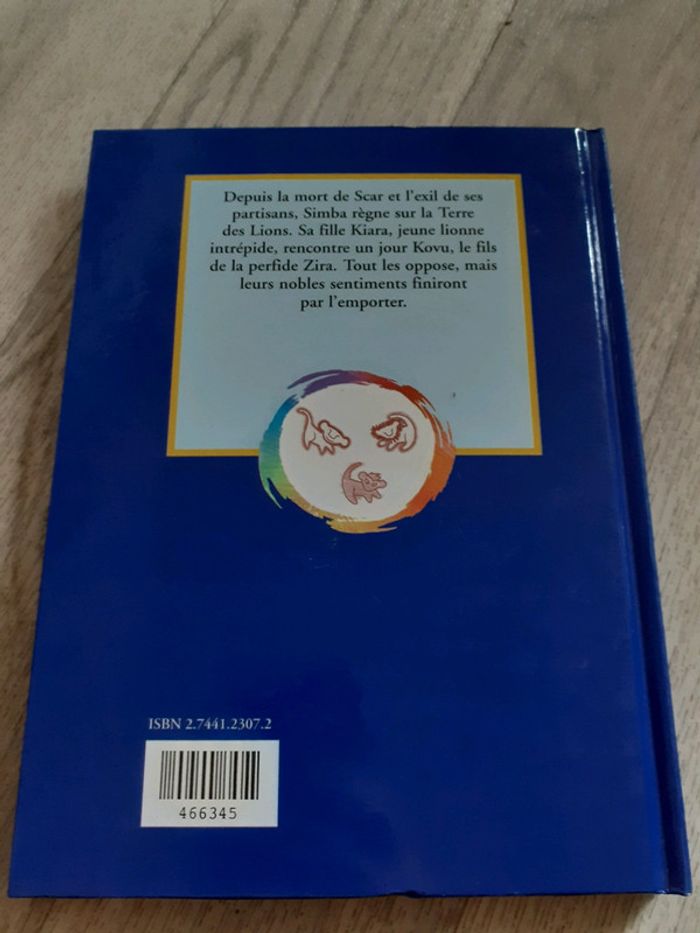 Depuis la mort de Scar et l'exil de ses
partisans, Simba règne sur la Terre
des Lions. Sa fille Kiara, jeune lionne
intrépide, rencontre un jour Kovu, le fils
de la perfide Zira. Tout les oppose, mais
leurs nobles sentiments finiront
par l'emporter.
ISBN 2.7441.2307.2
466345